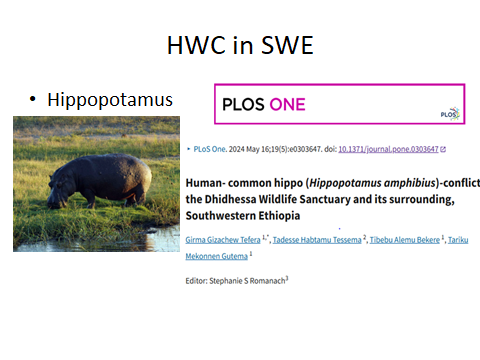 HWC in SWE
• Hippopotamus
PLOS ONE
PLOS
PLoS One. 2024 May 16;19(5):e0303647. doi: 10.1371/journal.pone.0303647
Human- common hippo (Hippopotamus amphibius)-conflict
the Dhidhessa Wildlife Sanctuary and its surrounding,
Southwestern Ethiopia
Girma Gizachew Tefera 1,*, Tadesse Habtamu Tessema 2, Tibebu Alemu Bekere 1, Tariku
Mekonnen Gutema 1
Editor: Stephanie S Romanach3